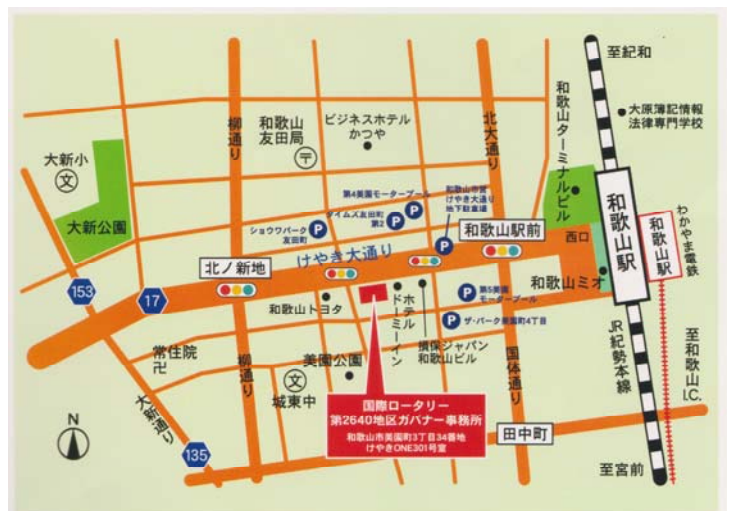 至紀和
大原簿記情報
法律専門学校
和歌山ターミナルビル
北大通り
柳通り
和歌山
友田局
〒
ビジネスホテル
かつや
大新小
文
大新公園
第4美園モータープール
P
タイムズ友田町
第2
P
ショウワパーク
友田町
P
和歌山市営
けやき大通り
地下駐車場
P
和歌山駅前
西口
和歌山駅
和歌山駅
わかやま電鉄
けやき大通り
北ノ新地
153
17
和歌山トヨタ
ホテル
ドーミーイン
損保ジャパン
和歌山ビル
第5美園
モータープール
P
P
ザ・パーク美園町4丁目
和歌山ミオ
JR紀勢本線
至和歌山I.C.
常住院
卍
大新通り
柳通り
美園公園
文
城東中
国体通り
国際ロータリー
第2640地区ガバナー事務所
和歌山市美園町3丁目34番地
けやきONE301号室
田中町
N
135
至宮前